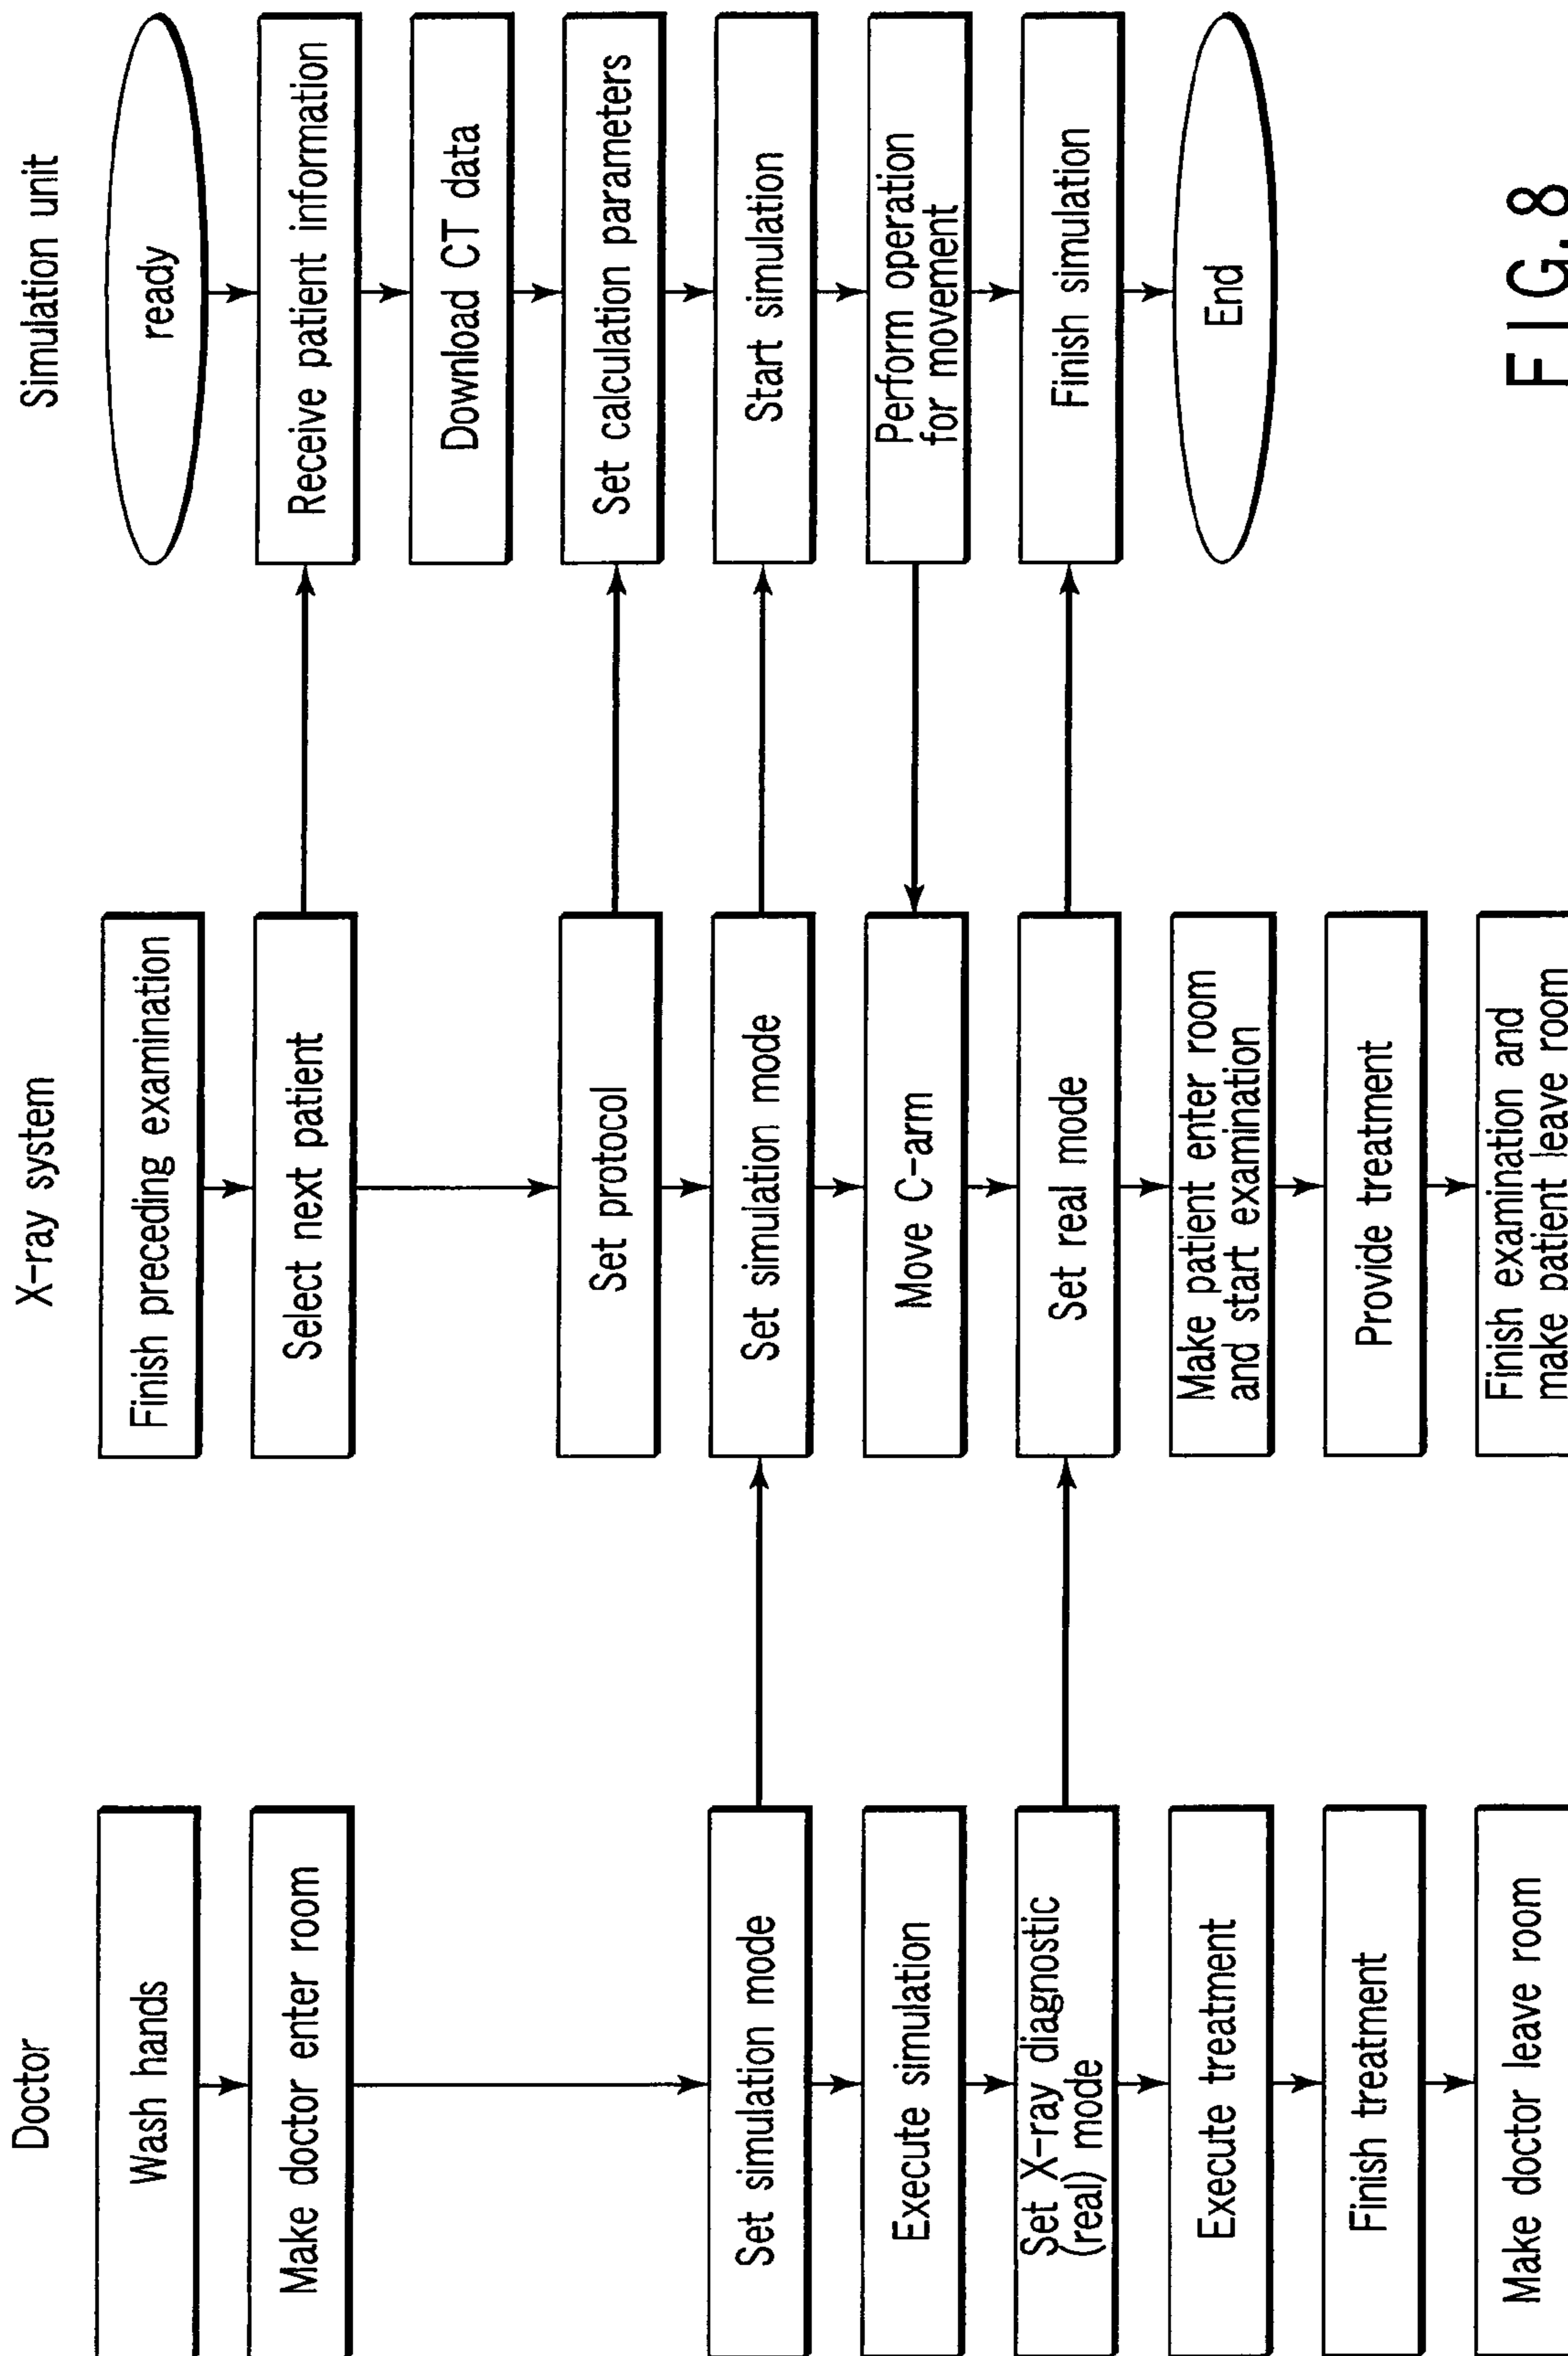 Doctor
Wash hands
Make doctor enter room
Set simulation mode
Execute simulation
Set X-ray diagnostic
(real) mode
Execute treatment
Finish treatment
Make doctor leave room
X-ray system
Finish preceding examination
Select next patient
Set protocol
Set simulation mode
Move C-arm
Set real mode
Make patient enter room
and start examination
Provide treatment
Finish examination and
make patient leave room
Simulation unit
ready
Receive patient information
Download CT data
Set calculation parameters
Start simulation
Perform operation
for movement
Finish simulation
End
FIG. 8